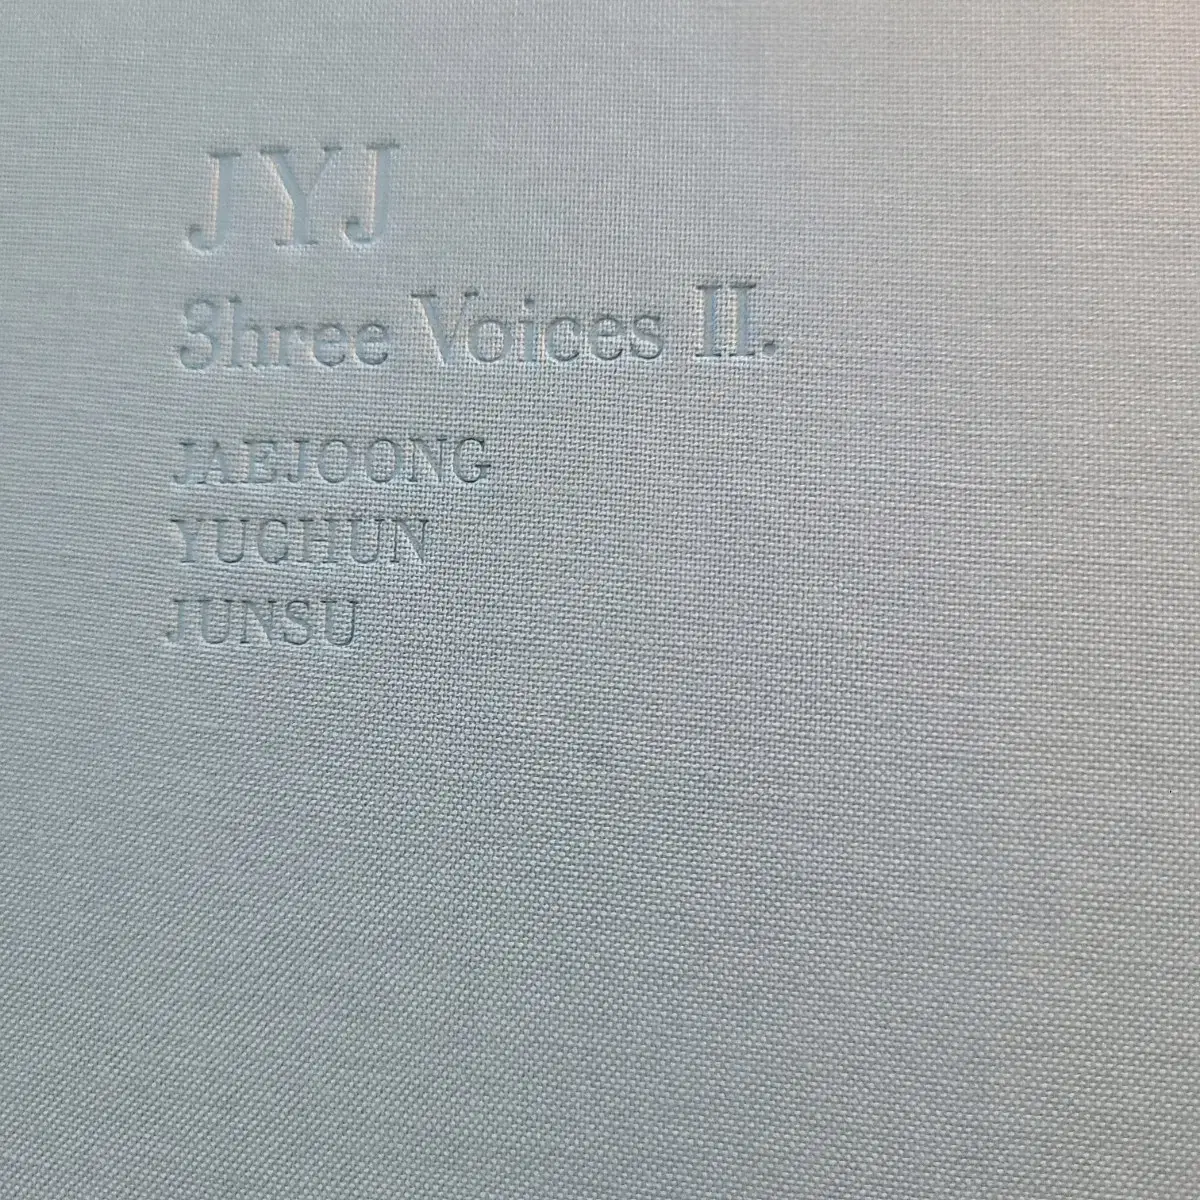 JYJ
3hree Voices II.
JAEJOONG
YUCHUN
JUNSU